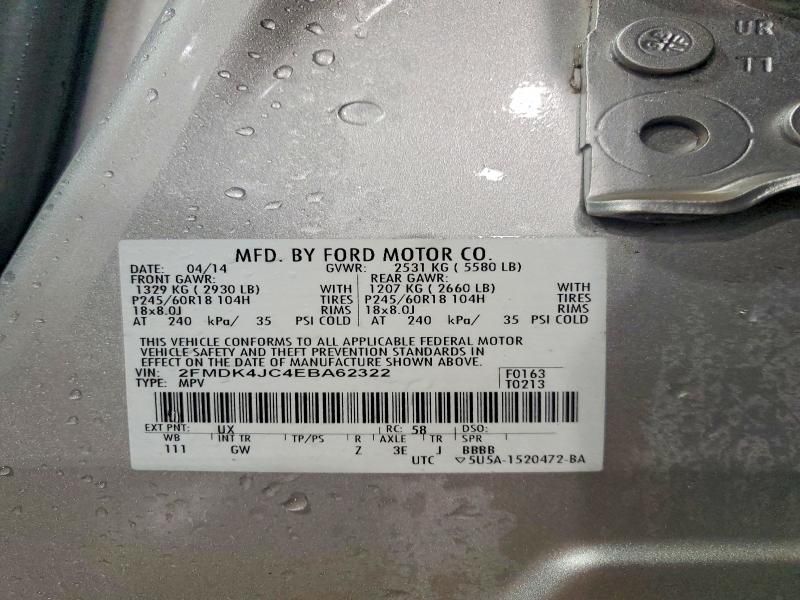 UR
T1
MFD. BY FORD MOTOR CO.
DATE: 04/14 GVWR: 2531 KG ( 5580 LB)
FRONT GAWR: REAR GAWR:
1329 KG ( 2930 LB) WITH 1207 KG ( 2660 LB) WITH
P245/60R18 104H TIRES P245/60R18 104H TIRES
18x8.0J RIMS 18x8.0J RIMS
AT 240 kPa/ 35 PSI COLD AT 240 kPa/ 35 PSI COLD
THIS VEHICLE CONFORMS TO ALL APPLICABLE FEDERAL MOTOR
VEHICLE SAFETY AND THEFT PREVENTION STANDARDS IN
EFFECT ON THE DATE OF MANUFACTURE SHOWN ABOVE.
VIN: 2FMDK4JC4EBA62322 F0163
TYPE: MPV T0213
EXT PNT: UX RC: 58 DSO:
WB INT TR TP/PS R AXLE TR SPR
111 GW Z 3E J BBBB
UTC ▽5U5A-1520472-BA